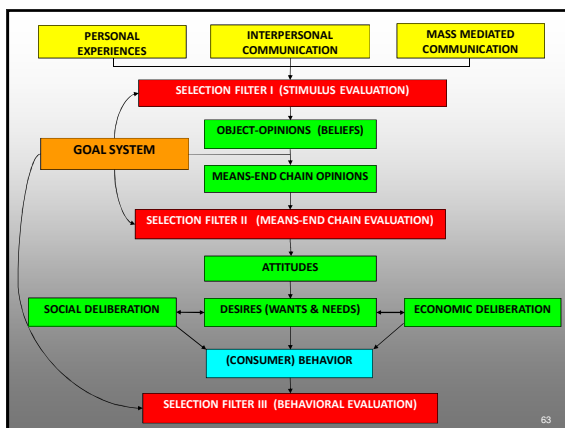 PERSONAL
EXPERIENCES
INTERPERSONAL
COMMUNICATION
MASS MEDIATED
COMMUNICATION
SELECTION FILTER I (STIMULUS EVALUATION)
OBJECT-OPINIONS (BELIEFS)
GOAL SYSTEM
MEANS-END CHAIN OPINIONS
SELECTION FILTER II (MEANS-END CHAIN EVALUATION)
ATTITUDES
SOCIAL DELIBERATION
DESIRES (WANTS & NEEDS)
ECONOMIC DELIBERATION
(CONSUMER) BEHAVIOR
SELECTION FILTER III (BEHAVIORAL EVALUATION)
63